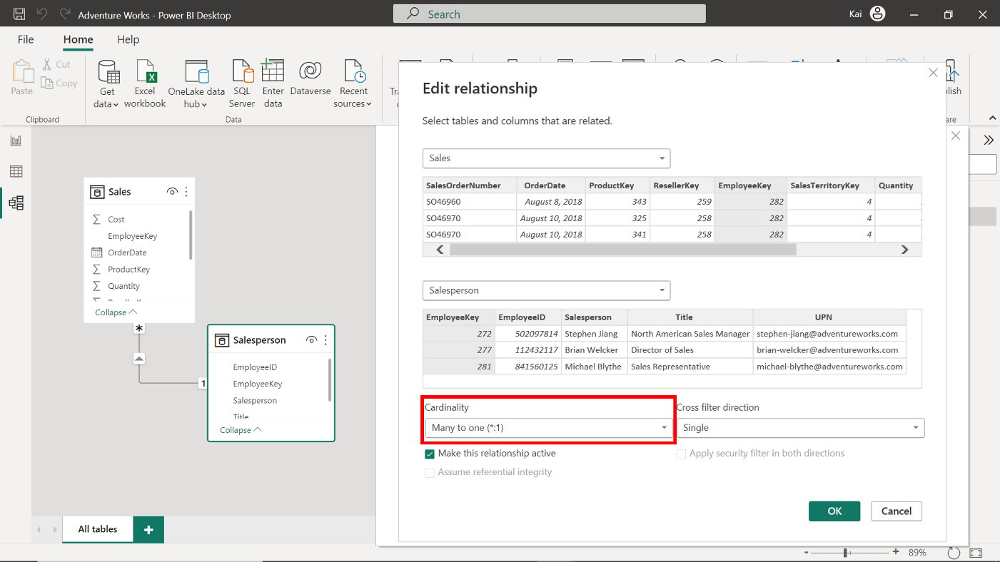 Adventure Works - Power BI Desktop
Search
Kai
File Home Help
Paste
Cut
Copy
Clipboard
Get data
Excel workbook
OneLake data hub
SQL Server
Enter data
Dataverse
Recent sources
Data
Sales
Cost
EmployeeKey
OrderDate
ProductKey
Quantity
Collapse
*
1
Salesperson
EmployeeID
EmployeeKey
Salesperson
Title
Collapse
Edit relationship
Select tables and columns that are related.
Sales
SalesOrderNumber OrderDate ProductKey ResellerKey EmployeeKey SalesTerritoryKey Quantity
SO46960 August 8, 2018 343 259 282 4
SO46970 August 10, 2018 325 258 282 4
SO46970 August 10, 2018 341 258 282 4
Salesperson
EmployeeKey EmployeeID Salesperson Title UPN
272 502097814 Stephen Jiang North American Sales Manager stephen-jiang@adventureworks.com
277 112432117 Brian Welcker Director of Sales brian-welcker@adventureworks.com
281 841560125 Michael Blythe Sales Representative michael-blythe@adventureworks.com
Cardinality
Many to one (*:1)
Cross filter direction
Single
Make this relationship active
Apply security filter in both directions
Assume referential integrity
OK Cancel
All tables +
- + 89%